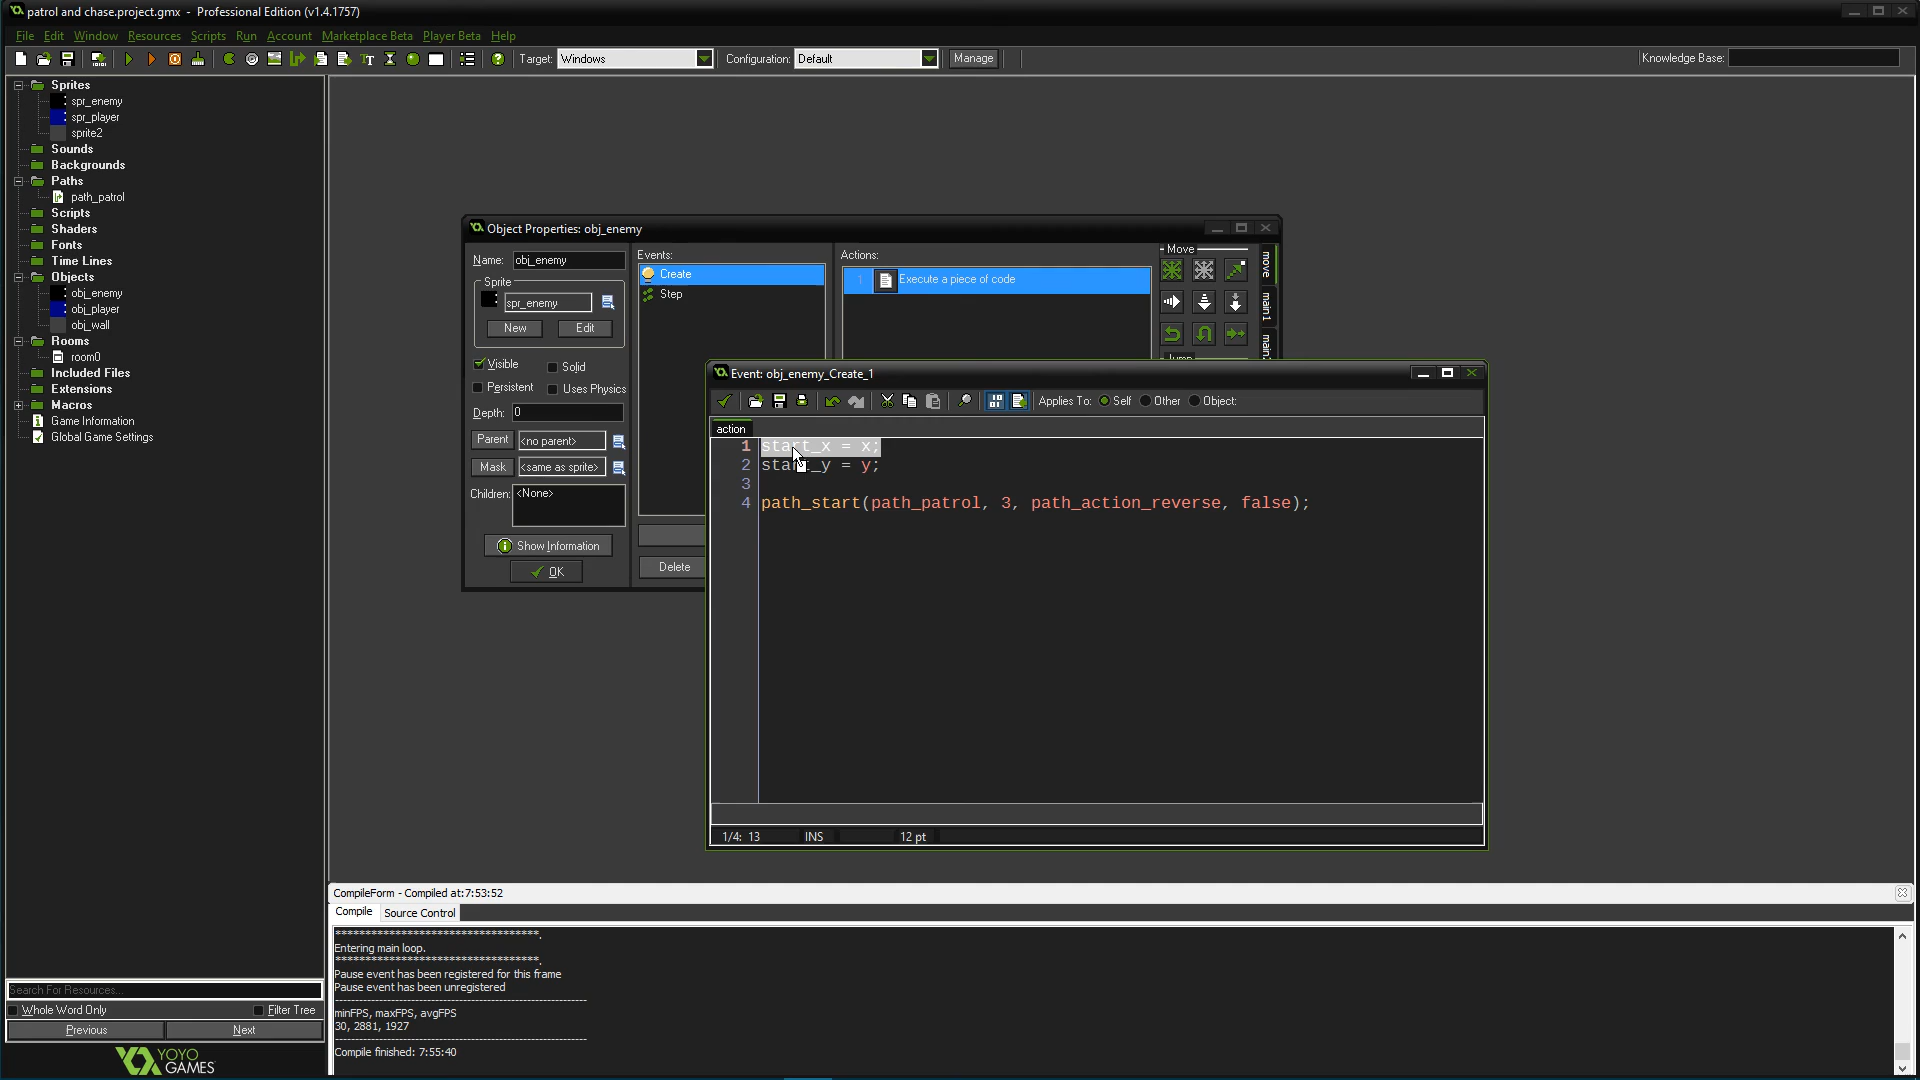 patrol and chase.project.gmx - Professional Edition (v1.4.1757)
File Edit Window Resources Scripts Run Account Marketplace Beta Player Beta Help
Target: Windows Configuration: Default Manage Knowledge Base:
Sprites
spr_enemy
spr_player
sprite2
Sounds
Backgrounds
Paths
path_patrol
Scripts
Shaders
Fonts
Time Lines
Objects
obj_enemy
obj_player
obj_wall
Rooms
room0
Included Files
Extensions
Macros
Game Information
Global Game Settings
Search For Resources...
Whole Word Only Filter Tree
Previous Next
YOYO
GAMES
Object Properties: obj_enemy
Name: obj_enemy
Sprite
spr_enemy
New Edit
Visible Solid
Persistent Uses Physics
Depth: 0
Parent <no parent>
Mask <same as sprite>
Children: <None>
Show Information
OK
Events:
Create
Step
Delete
Actions:
1 Execute a piece of code
Move
Jump
move
main1
Event: obj_enemy_Create_1
Applies To: Self Other Object:
action
1 start_x = x;
2 start_y = y;
3
4 path_start(path_patrol, 3, path_action_reverse, false);
1/4: 13 INS 12 pt
CompileForm - Compiled at:7:53:52
Compile Source Control
***********************************.
Entering main loop.
***********************************.
Pause event has been registered for this frame
Pause event has been unregistered
minFPS, maxFPS, avgFPS
30, 2881, 1927
Compile finished: 7:55:40